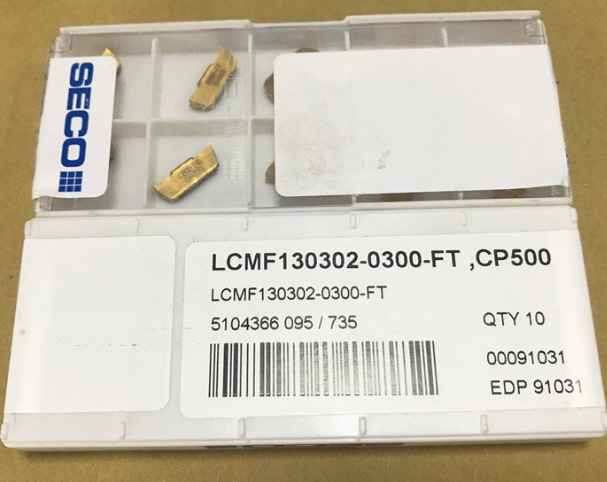 SECO
LCMF130302-0300-FT ,CP500
LCMF130302-0300-FT
5104366 095 / 735
QTY 10
00091031
EDP 91031